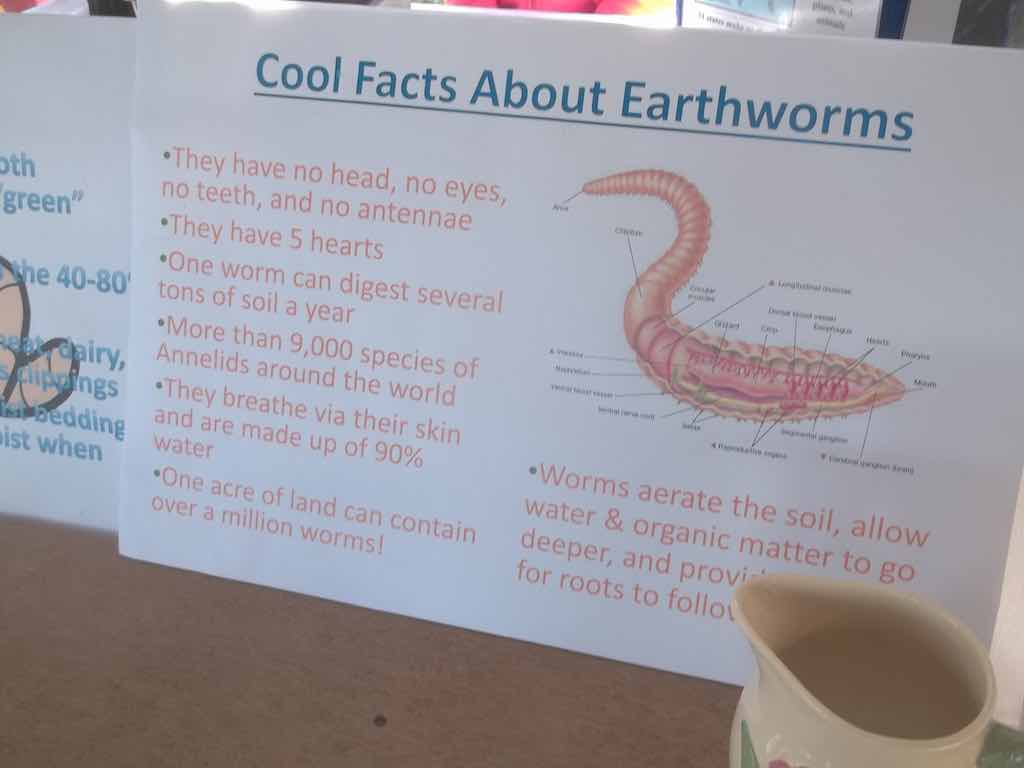 plants, and
animals
Cool Facts About Earthworms
•They have no head, no eyes,
no teeth, and no antennae
•They have 5 hearts
•One worm can digest several
tons of soil a year
•More than 9,000 species of
Annelids around the world
•They breathe via their skin
and are made up of 90%
water
•One acre of land can contain
over a million worms!
Anus
Clitellum
Circular
muscles
Longitudinal muscles
Dorsal blood vessel
Gizzard
Crop
Esophagus
Hearts
Pharynx
Mouth
Intestine
Nephridium
Ventral blood vessel
Ventral nerve cord
Setae
Reproductive organs
Segmental ganglion
Cerebral ganglion (brain)
•Worms aerate the soil, allow
water & organic matter to go
deeper, and provi
for roots to follow
oth
"green"
the 40-80°
dairy,
clippings
bedding
ist when